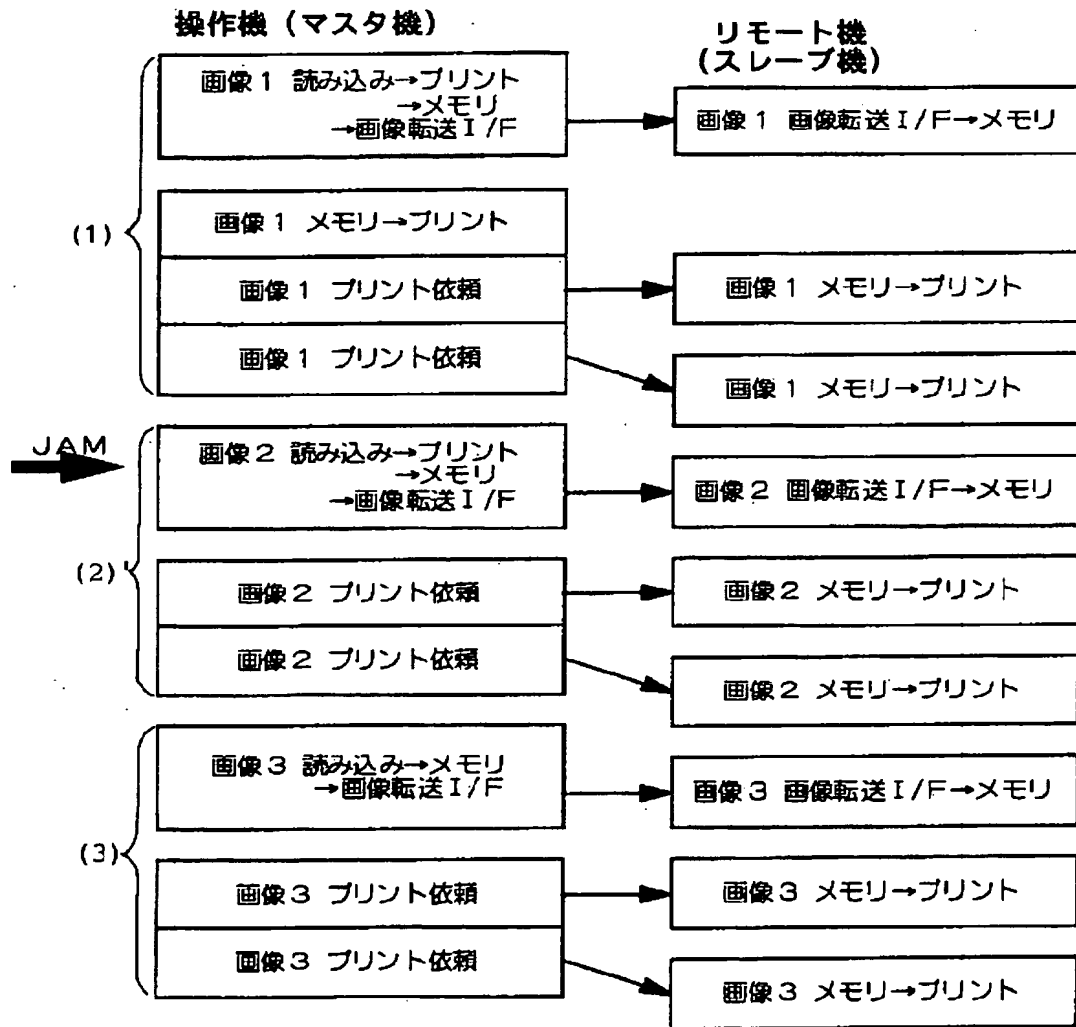 操作機（マスタ機）
リモート機
（スレーブ機）
(1)
画像1 読み込み→プリント
→メモリ
→画像転送I/F
画像1 画像転送I/F→メモリ
画像1 メモリ→プリント
画像1 プリント依頼
画像1 メモリ→プリント
画像1 プリント依頼
画像1 メモリ→プリント
JAM
(2)
画像2 読み込み→プリント
→メモリ
→画像転送I/F
画像2 画像転送I/F→メモリ
画像2 プリント依頼
画像2 メモリ→プリント
画像2 プリント依頼
画像2 メモリ→プリント
(3)
画像3 読み込み→メモリ
→画像転送I/F
画像3 画像転送I/F→メモリ
画像3 プリント依頼
画像3 メモリ→プリント
画像3 プリント依頼
画像3 メモリ→プリント